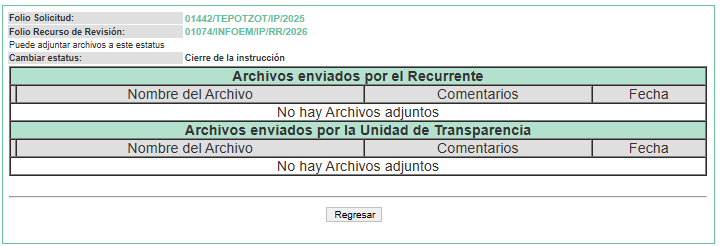 Folio Solicitud: 01442/TEPOTZOT/IP/2025
Folio Recurso de Revisión: 01074/INFOEM/IP/RR/2026
Puede adjuntar archivos a este estatus
Cambiar estatus: Cierre de la instrucción
Archivos enviados por el Recurrente
Nombre del Archivo Comentarios Fecha
No hay Archivos adjuntos
Archivos enviados por la Unidad de Transparencia
Nombre del Archivo Comentarios Fecha
No hay Archivos adjuntos
Regresar